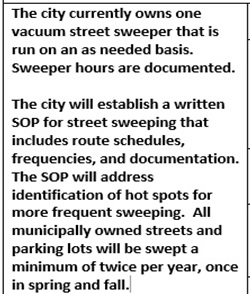 The city currently owns one
vacuum street sweeper that is
run on an as needed basis.
Sweeper hours are documented.

The city will establish a written
SOP for street sweeping that
includes route schedules,
frequencies, and documentation.
The SOP will address
identification of hot spots for
more frequent sweeping.  All
municipally owned streets and
parking lots will be swept a
minimum of twice per year, once
in spring and fall.